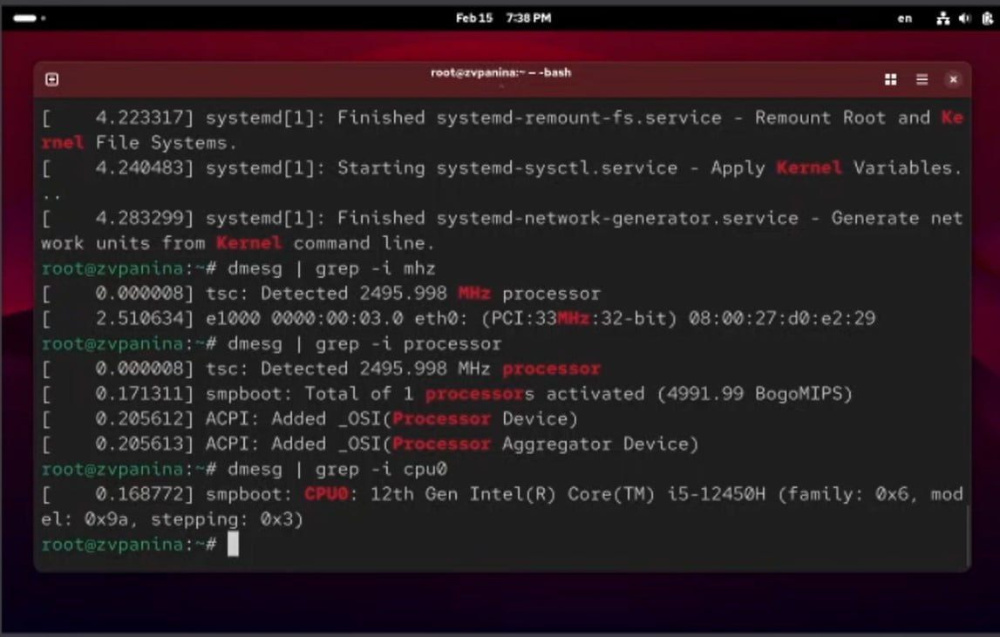 Feb 15 7:38 PM
en
root@zvpanina:~ — -bash
[    4.223317] systemd[1]: Finished systemd-remount-fs.service - Remount Root and Ke
rnel File Systems.
[    4.240483] systemd[1]: Starting systemd-sysctl.service - Apply Kernel Variables.
..
[    4.283299] systemd[1]: Finished systemd-network-generator.service - Generate net
work units from Kernel command line.
root@zvpanina:~# dmesg | grep -i mhz
[    0.000008] tsc: Detected 2495.998 MHz processor
[    2.510634] e1000 0000:00:03.0 eth0: (PCI:33MHz:32-bit) 08:00:27:d0:e2:29
root@zvpanina:~# dmesg | grep -i processor
[    0.000008] tsc: Detected 2495.998 MHz processor
[    0.171311] smpboot: Total of 1 processors activated (4991.99 BogoMIPS)
[    0.205612] ACPI: Added _OSI(Processor Device)
[    0.205613] ACPI: Added _OSI(Processor Aggregator Device)
root@zvpanina:~# dmesg | grep -i cpu0
[    0.168772] smpboot: CPU0: 12th Gen Intel(R) Core(TM) i5-12450H (family: 0x6, mod
el: 0x9a, stepping: 0x3)
root@zvpanina:~#